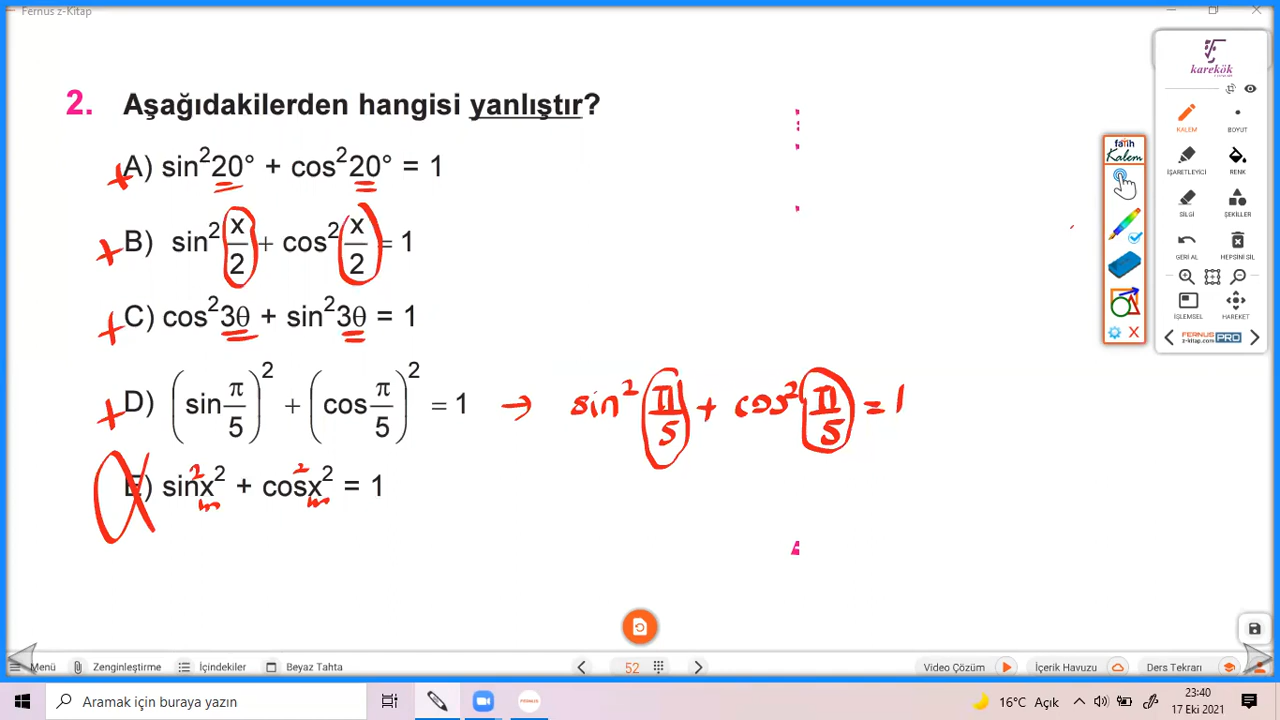 Fernus z-Kitap
2. Aşağıdakilerden hangisi yanlıştır?
A) sin²20° + cos²20° = 1
B) sin² x/2 + cos² x/2 = 1
C) cos²3θ + sin²3θ = 1
D) (sin π/5)² + (cos π/5)² = 1 → sin² π/5 + cos² π/5 = 1
E) sinx² + cosx² = 1
2 2
karekök
KALEM BOYUT
İŞARETLEYİCİ RENK
SİLGİ ŞEKİLLER
GERİ AL HEPSİNİ SİL
İŞLEMSEL HAREKET
FERNUS PRO
z-kitap.com
fatih
Kalem
Menü Zenginleştirme İçindekiler Beyaz Tahta 52 Video Çözüm İçerik Havuzu Ders Tekrarı
Aramak için buraya yazın
FERNUS
16°C Açık
23:40
17 Eki 2021